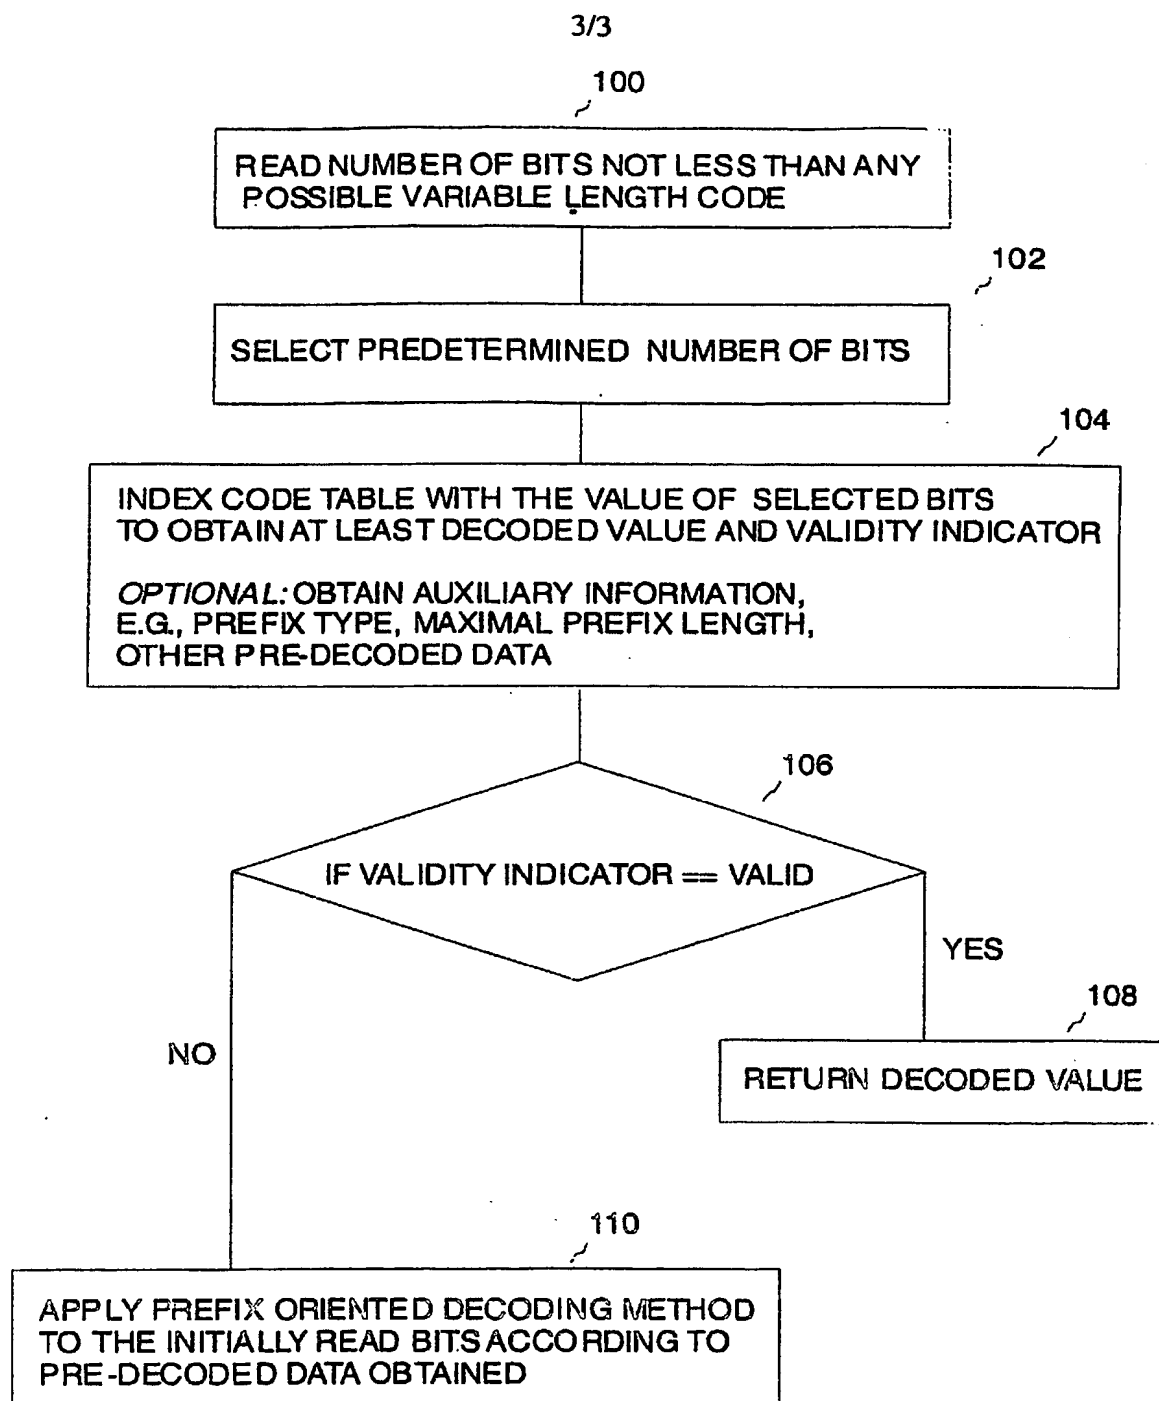 3/3
100
READ NUMBER OF BITS NOT LESS THAN ANY
POSSIBLE VARIABLE LENGTH CODE
102
SELECT PREDETERMINED NUMBER OF BITS
104
INDEX CODE TABLE WITH THE VALUE OF SELECTED BITS
TO OBTAIN AT LEAST DECODED VALUE AND VALIDITY INDICATOR
OPTIONAL: OBTAIN AUXILIARY INFORMATION,
E.G., PREFIX TYPE, MAXIMAL PREFIX LENGTH,
OTHER PRE-DECODED DATA
106
IF VALIDITY INDICATOR == VALID
YES
108
NO
RETURN DECODED VALUE
110
APPLY PREFIX ORIENTED DECODING METHOD
TO THE INITIALLY READ BITS ACCORDING TO
PRE-DECODED DATA OBTAINED